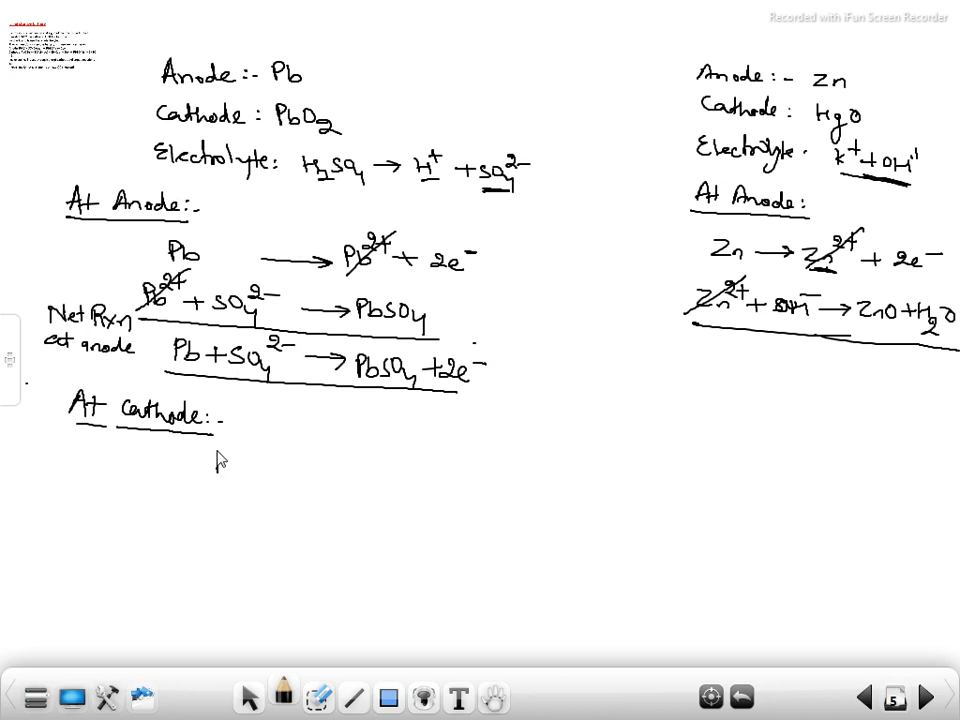 Recorded with iFun Screen Recorder
Anode :- Pb
Cathode : PbO2
Electrolyte: H2SO4 → H+ + SO4 2-
At Anode:-
Pb → Pb2+ + 2e-
Pb2+ + SO4 2- → PbSO4
Net Rxn
at anode
Pb + SO4 2- → PbSO4 + 2e-
At Cathode:-
Anode :- Zn
Cathode : HgO
Electrolyte. K+ + OH-
At Anode:
Zn → Zn2+ + 2e-
Zn2+ + OH- → ZnO + H2O
5